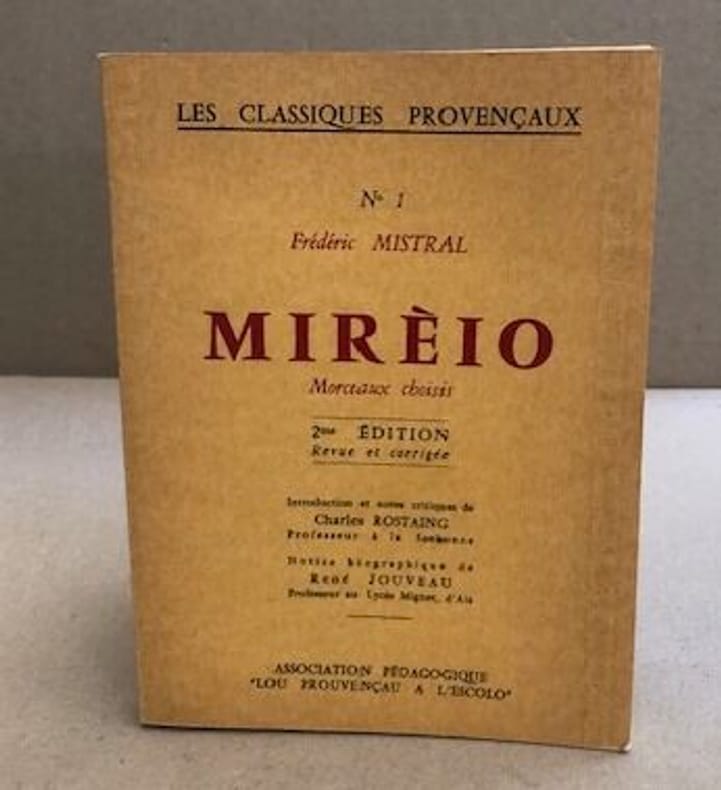 LES CLASSIQUES PROVENÇAUX
No 1
Frédéric MISTRAL
MIRÈIO
Morceaux choisis
2me ÉDITION
Revue et corrigée
Introduction et notes critiques de
Charles ROSTAING
Professeur à la Sorbonne
Notice biographique de
René JOUVEAU
Professeur au Lycée Mignet, d'Aix
ASSOCIATION PÉDAGOGIQUE
"LOU PROUVENÇAU A L'ESCOLO"